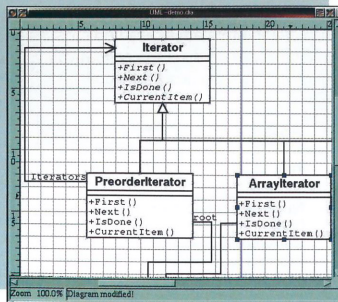 UML-demo.dia
5
10
15
20
Iterator
+First()
+Next()
+IsDone()
+CurrentItem()
Iterators
PreorderIterator
+First()
+Next()
+IsDone()
+CurrentItem()
root
ArrayIterator
+First()
+Next()
+IsDone()
+CurrentItem()
Zoom 100.0% Diagram modified!